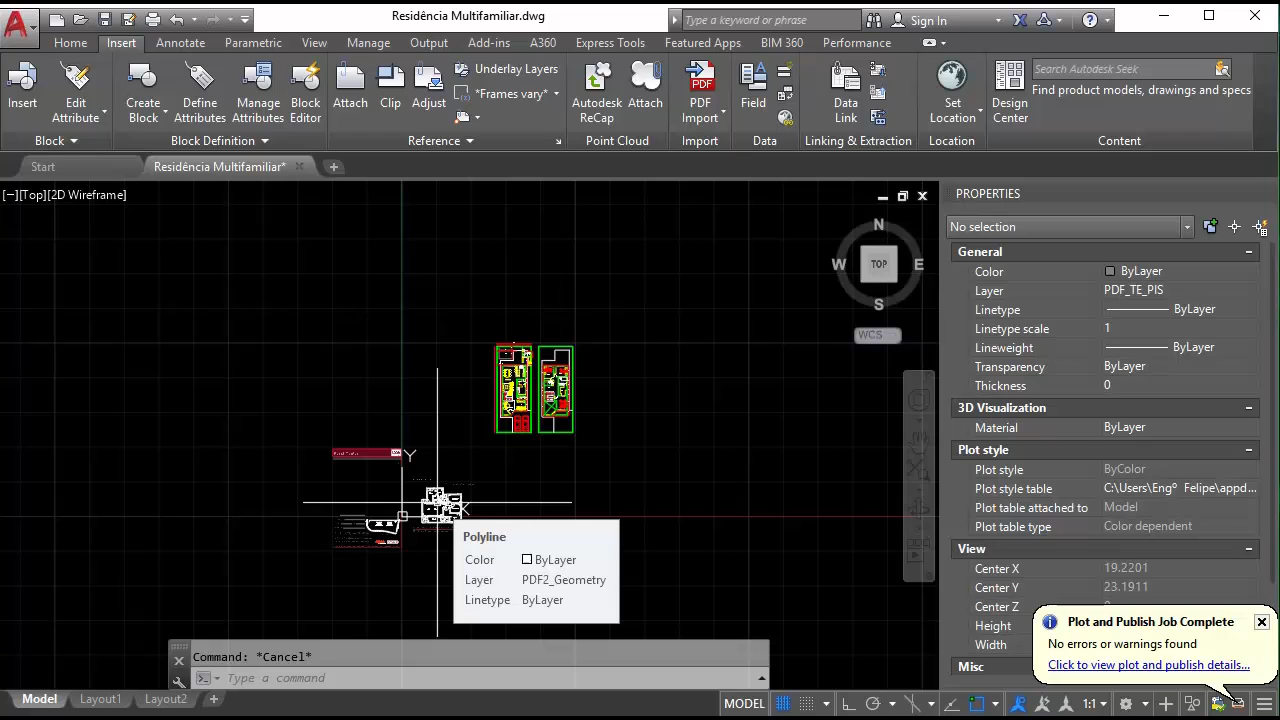 Residência Multifamiliar.dwg
Type a keyword or phrase
Sign In
Home Insert Annotate Parametric View Manage Output Add-ins A360 Express Tools Featured Apps BIM 360 Performance
Insert
Edit Attribute
Create Block
Define Attributes
Manage Attributes
Block Editor
Attach
Clip
Adjust
Underlay Layers
*Frames vary*
Autodesk ReCap
Attach
PDF
PDF Import
Field
Data Link
Set Location
Design Center
Search Autodesk Seek
Find product models, drawings and specs
Block
Block Definition
Reference
Point Cloud
Import
Data
Linking & Extraction
Location
Content
Start
Residência Multifamiliar*
[−][Top][2D Wireframe]
N
W
TOP
E
S
WCS
Y
X
Polyline
Color ByLayer
Layer PDF2_Geometry
Linetype ByLayer
PROPERTIES
No selection
General
Color ByLayer
Layer PDF_TE_PIS
Linetype ByLayer
Linetype scale 1
Lineweight ByLayer
Transparency ByLayer
Thickness 0
3D Visualization
Material ByLayer
Plot style
Plot style ByColor
Plot style table C:\Users\Engº Felipe\appd...
Plot table attached to Model
Plot table type Color dependent
View
Center X 19.2201
Center Y 23.1911
Center Z
Height
Width
Misc
Plot and Publish Job Complete
No errors or warnings found
Click to view plot and publish details...
Command: *Cancel*
Type a command
Model Layout1 Layout2
MODEL
1:1